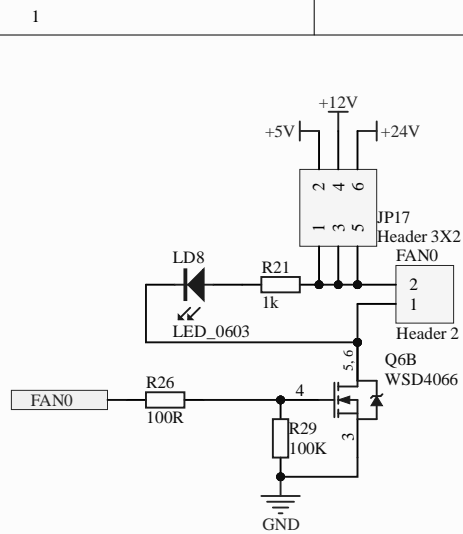 1
+12V
+5V
+24V
2 4 6
1 3 5
JP17
Header 3X2
FAN0
LD8
R21
2
1
1k
LED_0603
Header 2
5, 6
Q6B
WSD4066
R26
4
FAN0
100R
R29
100K
3
GND